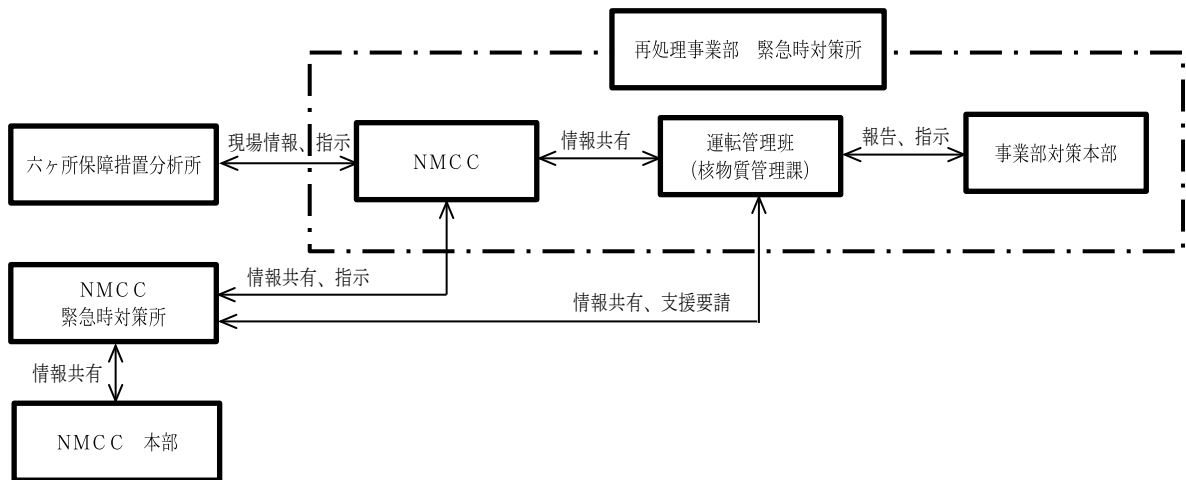 再処理事業部　緊急時対策所
六ヶ所保障措置分析所
現場情報、指示
ＮＭＣＣ
情報共有
運転管理班
(核物質管理課)
報告、指示
事業部対策本部
ＮＭＣＣ
緊急時対策所
情報共有、指示
情報共有、支援要請
情報共有
ＮＭＣＣ　本部